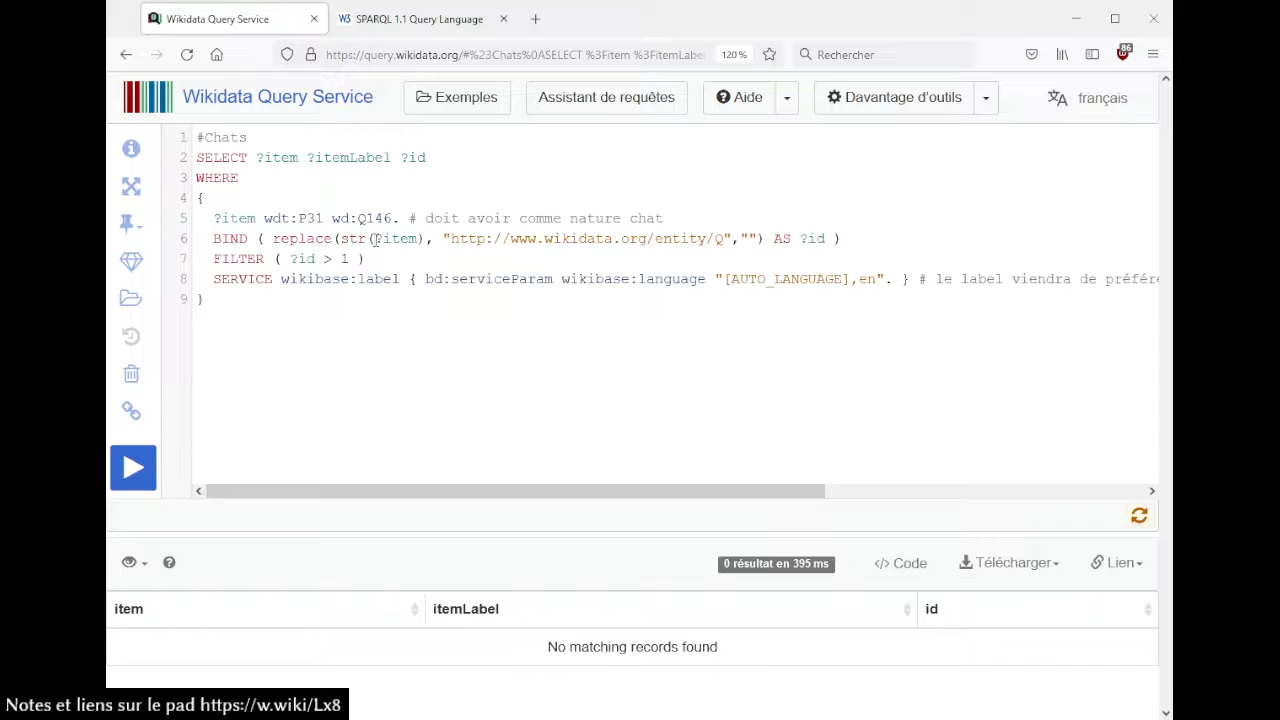 Wikidata Query Service
W3 SPARQL 1.1 Query Language
https://query.wikidata.org/#%23Chats%0ASELECT %3Fitem %3FitemLabe
120 %
Rechercher
86
Wikidata Query Service
Exemples
Assistant de requêtes
Aide
Davantage d'outils
français
1 #Chats
2 SELECT ?item ?itemLabel ?id
3 WHERE
4 {
5 ?item wdt:P31 wd:Q146. # doit avoir comme nature chat
6 BIND ( replace(str(?item), "http://www.wikidata.org/entity/Q","") AS ?id )
7 FILTER ( ?id > 1 )
8 SERVICE wikibase:label { bd:serviceParam wikibase:language "[AUTO_LANGUAGE],en". } # le label viendra de préfére
9 }
0 résultat en 395 ms
</> Code
Télécharger
Lien
item
itemLabel
id
No matching records found
Notes et liens sur le pad https://w.wiki/Lx8